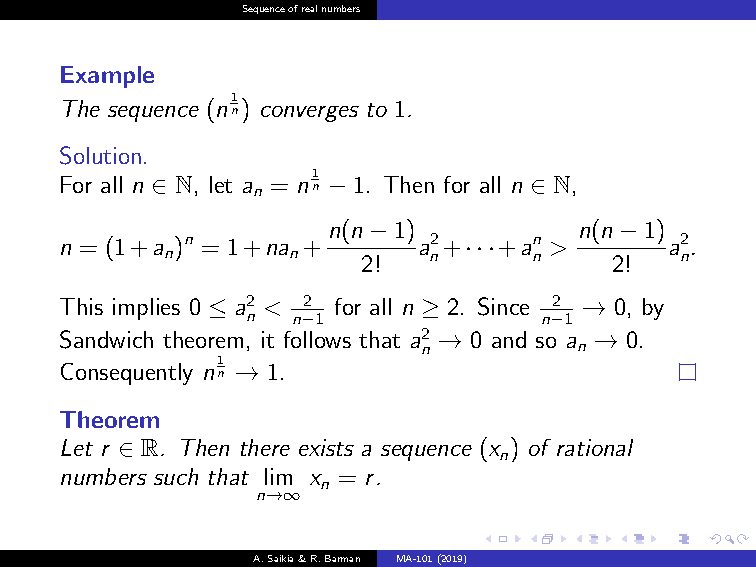 Sequence of real numbers
Example
The sequence (n^{1/n}) converges to 1.
Solution.
For all n ∈ ℕ, let a_n = n^{1/n} − 1. Then for all n ∈ ℕ,
n = (1 + a_n)^n = 1 + na_n + \frac{n(n − 1)}{2!} a_n^2 + ⋯ + a_n^n > \frac{n(n − 1)}{2!} a_n^2.
This implies 0 ≤ a_n^2 < \frac{2}{n−1} for all n ≥ 2. Since \frac{2}{n−1} → 0, by
Sandwich theorem, it follows that a_n^2 → 0 and so a_n → 0.
Consequently n^{1/n} → 1. □
Theorem
Let r ∈ ℝ. Then there exists a sequence (x_n) of rational
numbers such that \lim_{n→∞} x_n = r.
A. Saikia & R. Barman MA-101 (2019)